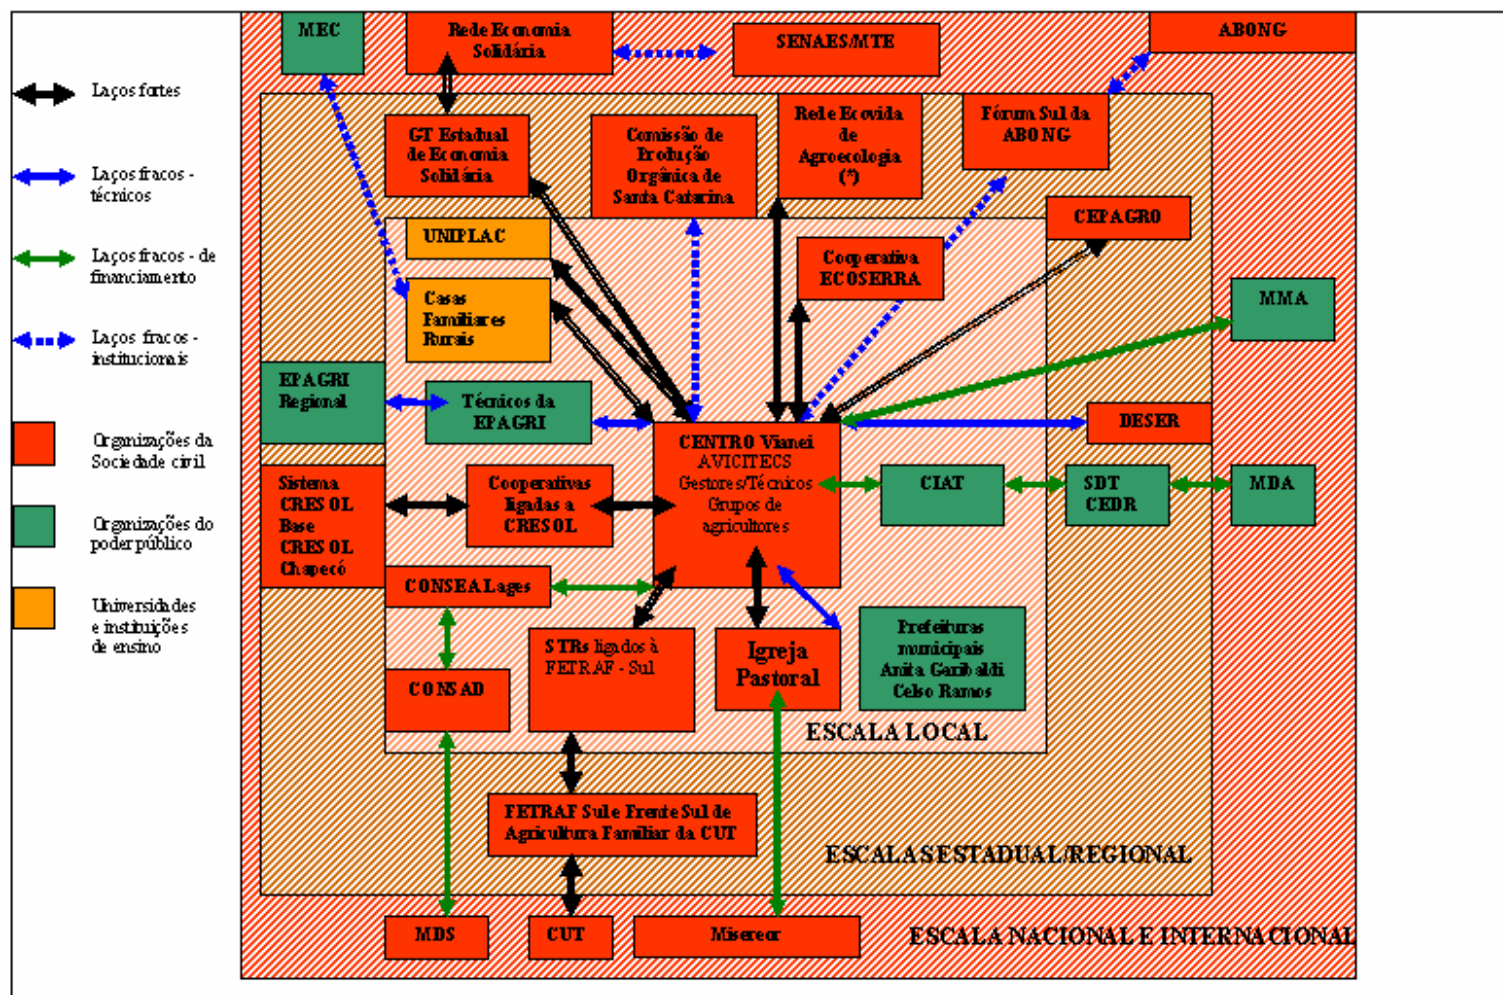 Laços fortes
Laços fracos -
técnicos
Laços fracos - de
financiamento
Laços fracos -
institucionais
Organizações da
Sociedade civil
Organizações do
poder público
Universidades
e instituições
de ensino
MEC
Rede Economia
Solidária
SENAES/MTE
ABONG
GT Estadual
de Economia
Solidária
Comissão de
Produção
Orgânica de
Santa Catarina
Rede Ecovida
de
Agroecologia
(*)
Fórum Sul da
ABONG
CEPAGRO
UNIPLAC
Casas
Familiares
Rurais
Cooperativa
ECOSERRA
MMA
EPAGRI
Regional
Técnicos da
EPAGRI
DESER
CENTRO Vianei
AVICITECS
Gestores/Técnicos
Grupos de
agricultores
Sistema
CRESOL
Base
CRESOL
Chapecó
Cooperativas
ligadas a
CRESOL
CIAT
SDT
CEDR
MDA
CONSEA Lages
CONSAD
STRs ligados à
FETRAF - Sul
Igreja
Pastoral
Prefeituras
municipais
Anita Garibaldi
Celso Ramos
ESCALA LOCAL
FETRAF Sul e Frente Sul de
Agricultura Familiar da CUT
ESCALAS ESTADUAL/REGIONAL
MDS
CUT
Misereor
ESCALA NACIONAL E INTERNACIONAL